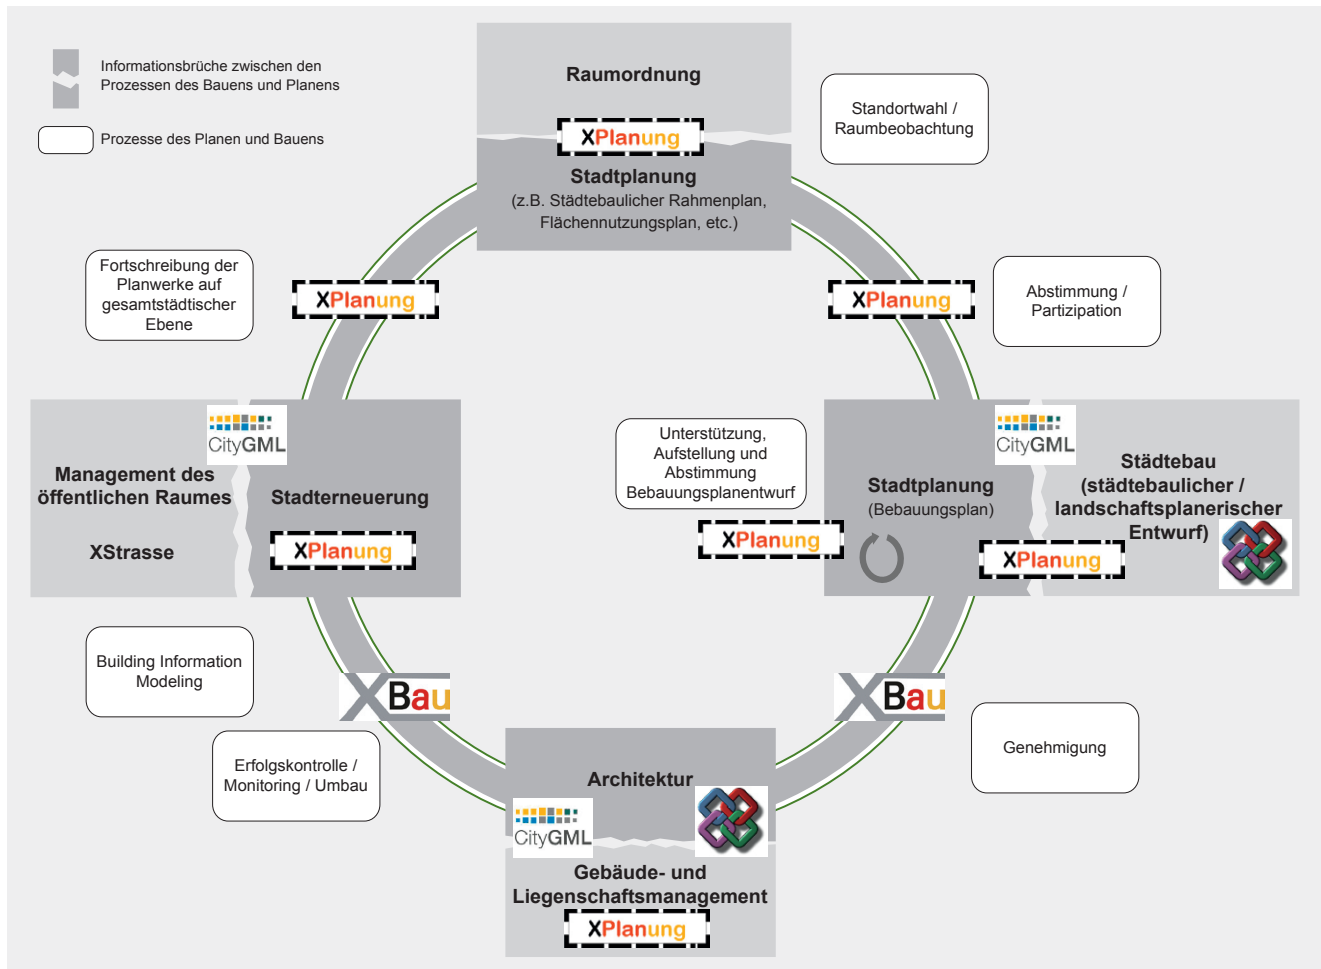 Informationsbrüche zwischen den
Prozessen des Bauens und Planens
Prozesse des Planen und Bauens
Raumordnung
XPlanung
Stadtplanung
(z.B. Städtebaulicher Rahmenplan,
Flächennutzungsplan, etc.)
Standortwahl /
Raumbeobachtung
Fortschreibung der
Planwerke auf
gesamtstädtischer
Ebene
XPlanung
XPlanung
Abstimmung /
Partizipation
CityGML
Management des
öffentlichen Raumes
XStrasse
Stadterneuerung
XPlanung
Unterstützung,
Aufstellung und
Abstimmung
Bebauungsplanentwurf
XPlanung
Stadtplanung
(Bebauungsplan)
CityGML
Städtebau
(städtebaulicher /
landschaftsplanerischer
Entwurf)
XPlanung
Building Information
Modeling
XBau
XBau
Erfolgskontrolle /
Monitoring / Umbau
Genehmigung
Architektur
CityGML
Gebäude- und
Liegenschaftsmanagement
XPlanung